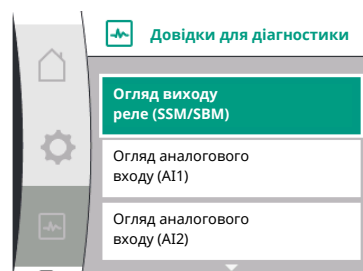 Довідки для діагностики
Огляд виходу
реле (SSM/SBM)
Огляд аналогового
входу (AI1)
Огляд аналогового
входу (AI2)